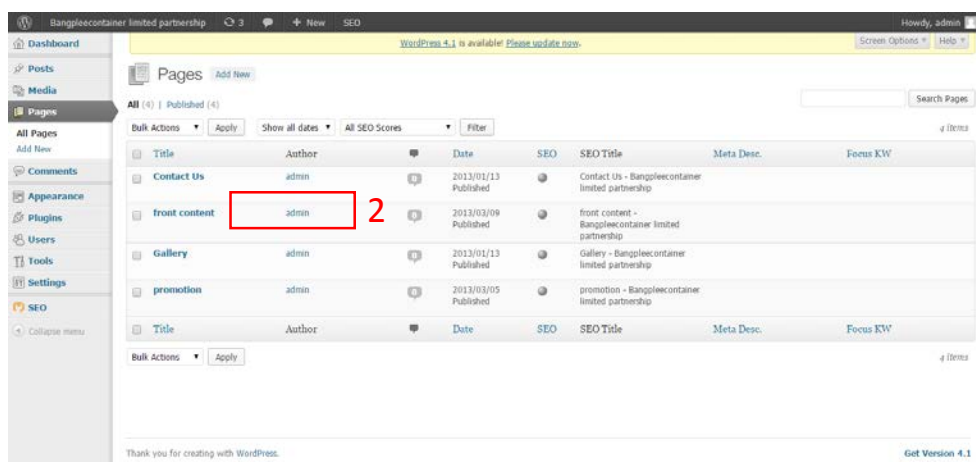 Bangpleecontainer limited partnership 3 + New SEO Howdy, admin
WordPress 4.1 is available! Please update now. Screen Options Help
Dashboard
Posts
Media
Pages
All Pages
Add New
Comments
Appearance
Plugins
Users
Tools
Settings
SEO
Collapse menu
Pages Add New
All (4) | Published (4) Search Pages
Bulk Actions Apply Show all dates All SEO Scores Filter 4 items
Title Author Date SEO SEO Title Meta Desc. Focus KW
Contact Us admin 0 2013/01/13 Contact Us - Bangpleecontainer
Published limited partnership
front content admin 2 0 2013/03/09 front content -
Published Bangpleecontainer limited
partnership
Gallery admin 0 2013/01/13 Gallery - Bangpleecontainer
Published limited partnership
promotion admin 0 2013/03/05 promotion - Bangpleecontainer
Published limited partnership
Title Author Date SEO SEO Title Meta Desc. Focus KW
Bulk Actions Apply 4 items
Thank you for creating with WordPress. Get Version 4.1